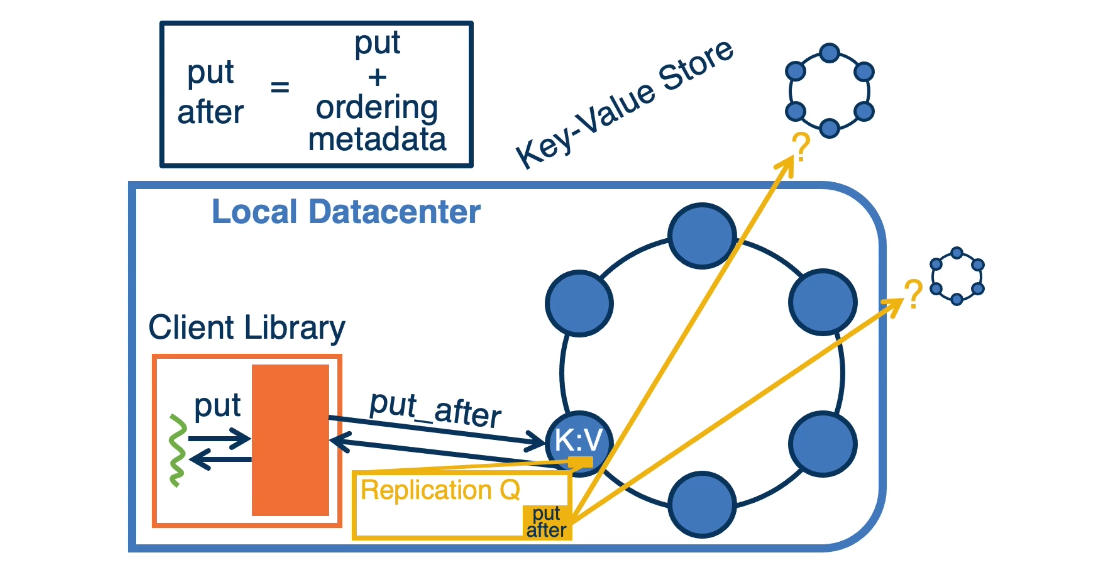 put
after
=
put
+
ordering
metadata
Key-Value Store
?
Local Datacenter
?
Client Library
put
put_after
K:V
Replication Q
put
after